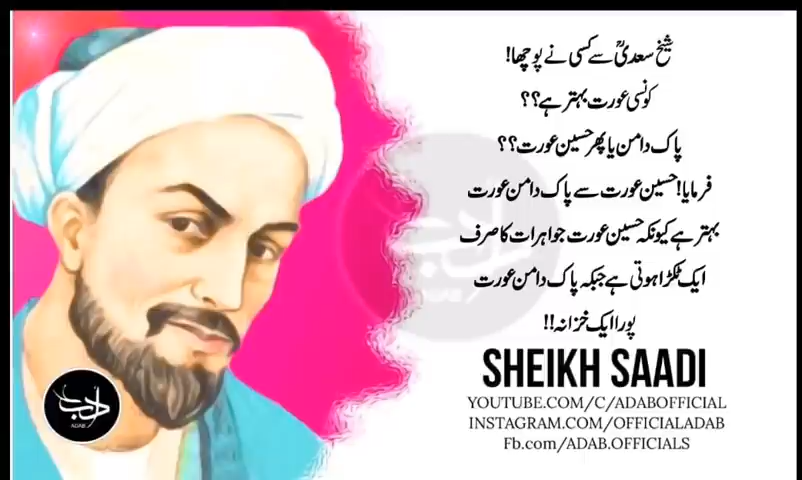 شیخ سعدیؒ سے کسی نے پوچھا!
کونسی عورت بہتر ہے؟؟
پاک دامن یا پھر حسین عورت؟؟
فرمایا! حسین عورت سے پاک دامن عورت
بہتر ہے کیونکہ حسین عورت جواہرات کا صرف
ایک ٹکڑا ہوتی ہے جبکہ پاک دامن عورت
پورا ایک خزانہ!!
SHEIKH SAADI
YOUTUBE.COM/C/ADABOFFICIAL
INSTAGRAM.COM/OFFICIALADAB
Fb.com/ADAB.OFFICIALS
ادب
ADAB